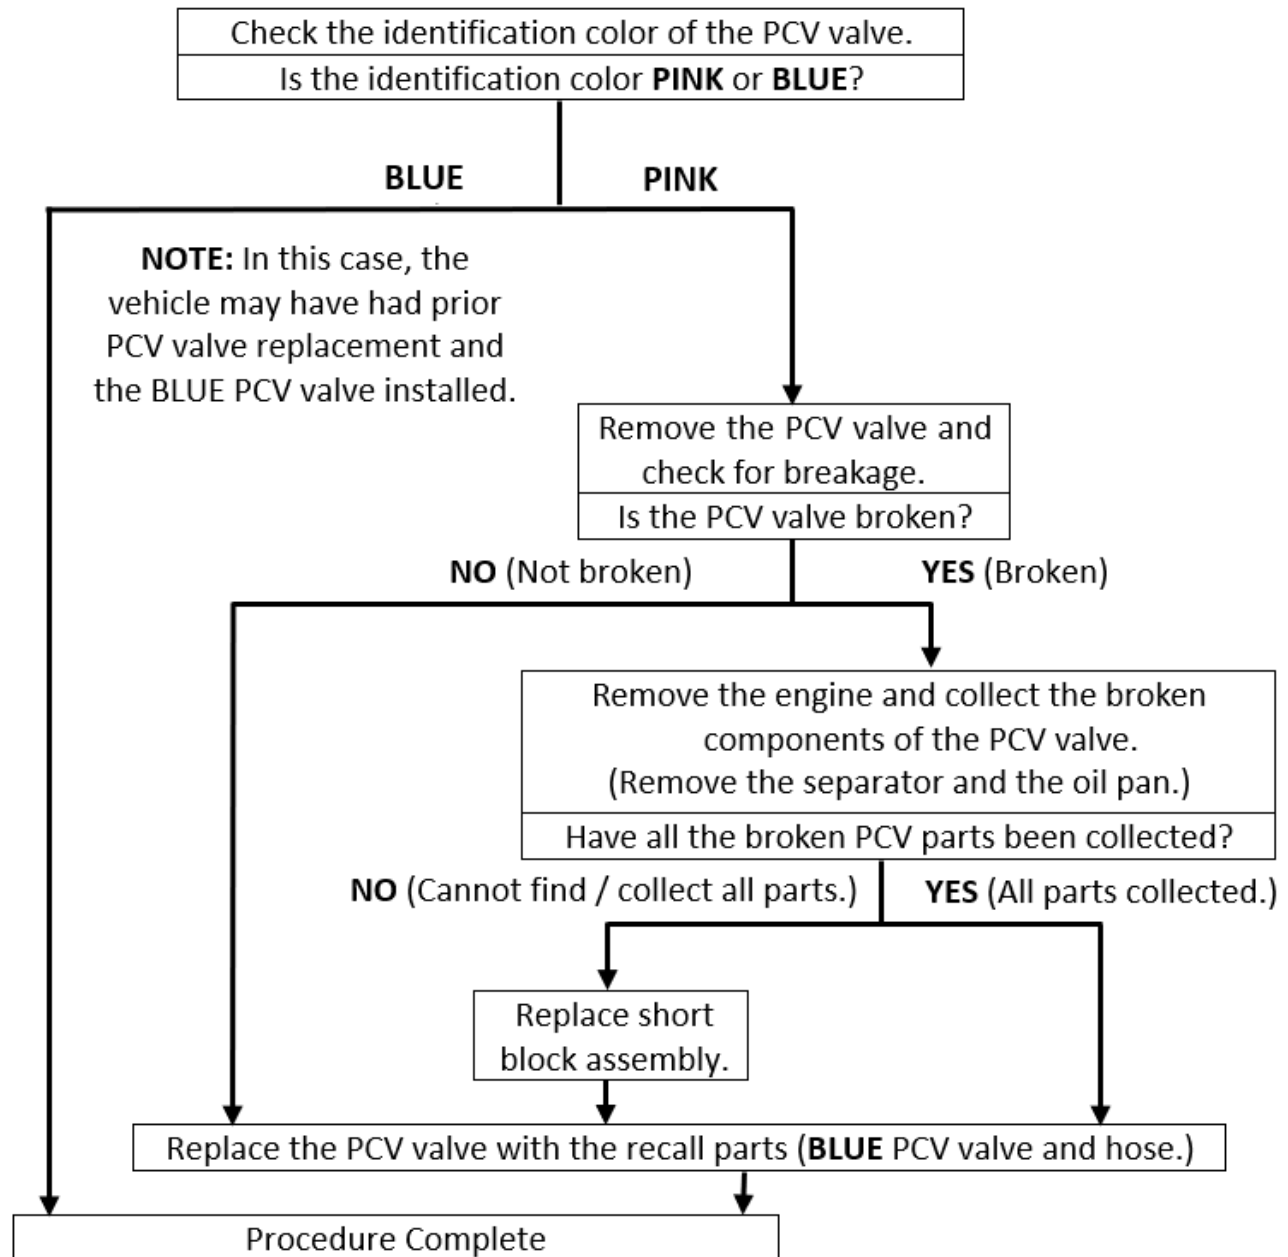 Check the identification color of the PCV valve.
Is the identification color PINK or BLUE?
BLUE
PINK
NOTE: In this case, the
vehicle may have had prior
PCV valve replacement and
the BLUE PCV valve installed.
Remove the PCV valve and
check for breakage.
Is the PCV valve broken?
NO (Not broken)
YES (Broken)
Remove the engine and collect the broken
components of the PCV valve.
(Remove the separator and the oil pan.)
Have all the broken PCV parts been collected?
NO (Cannot find / collect all parts.)
YES (All parts collected.)
Replace short
block assembly.
Replace the PCV valve with the recall parts (BLUE PCV valve and hose.)
Procedure Complete